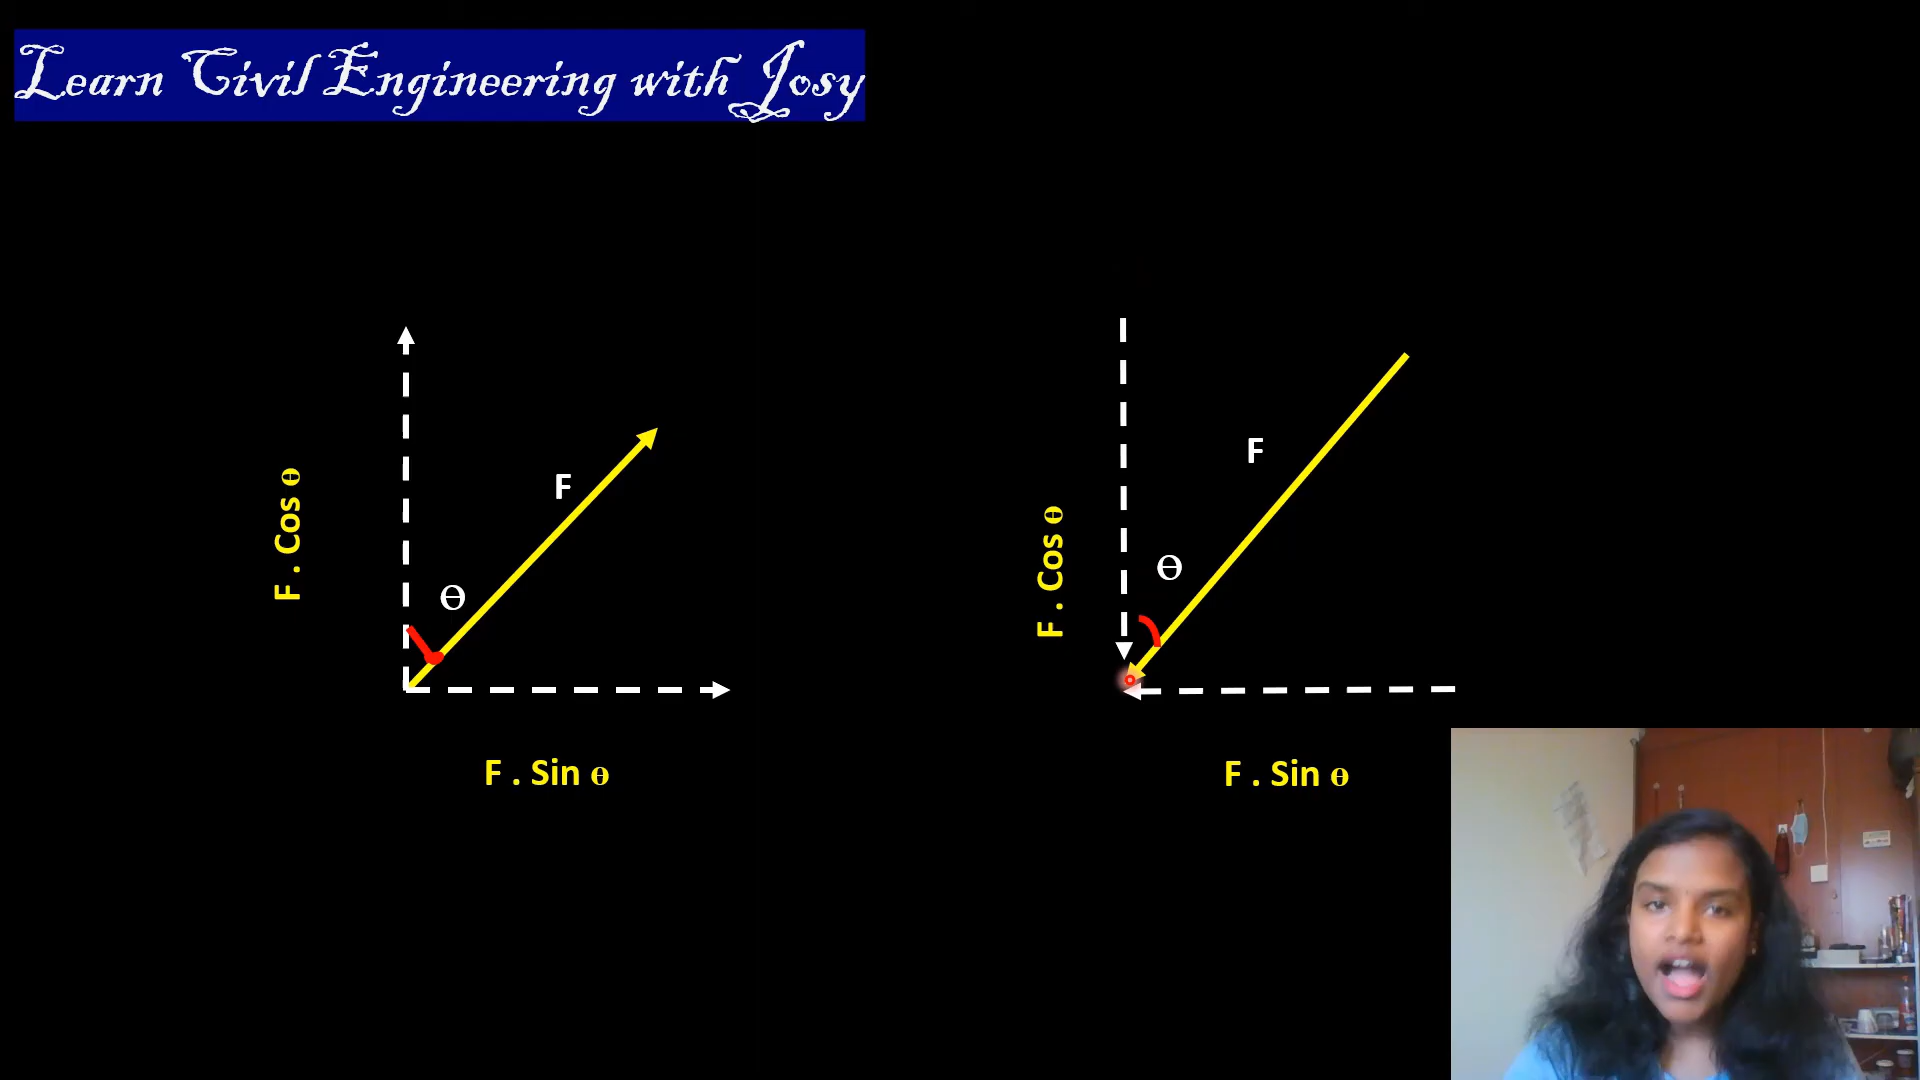 Learn Civil Engineering with Josy
F . Cos ɵ
F
ɵ
F . Sin ɵ
F . Cos ɵ
F
ɵ
F . Sin ɵ